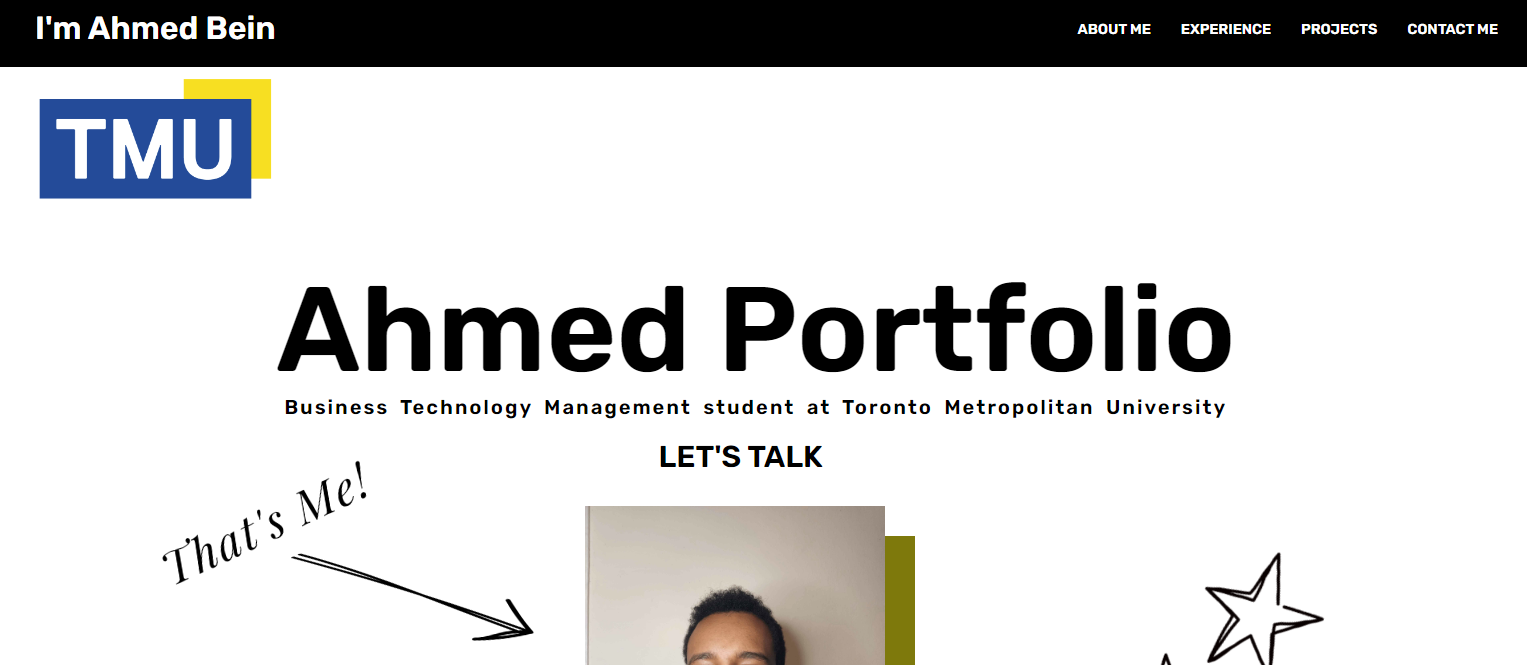 I'm Ahmed Bein
ABOUT ME EXPERIENCE PROJECTS CONTACT ME
TMU
Ahmed Portfolio
Business Technology Management student at Toronto Metropolitan University
LET'S TALK
That's Me!